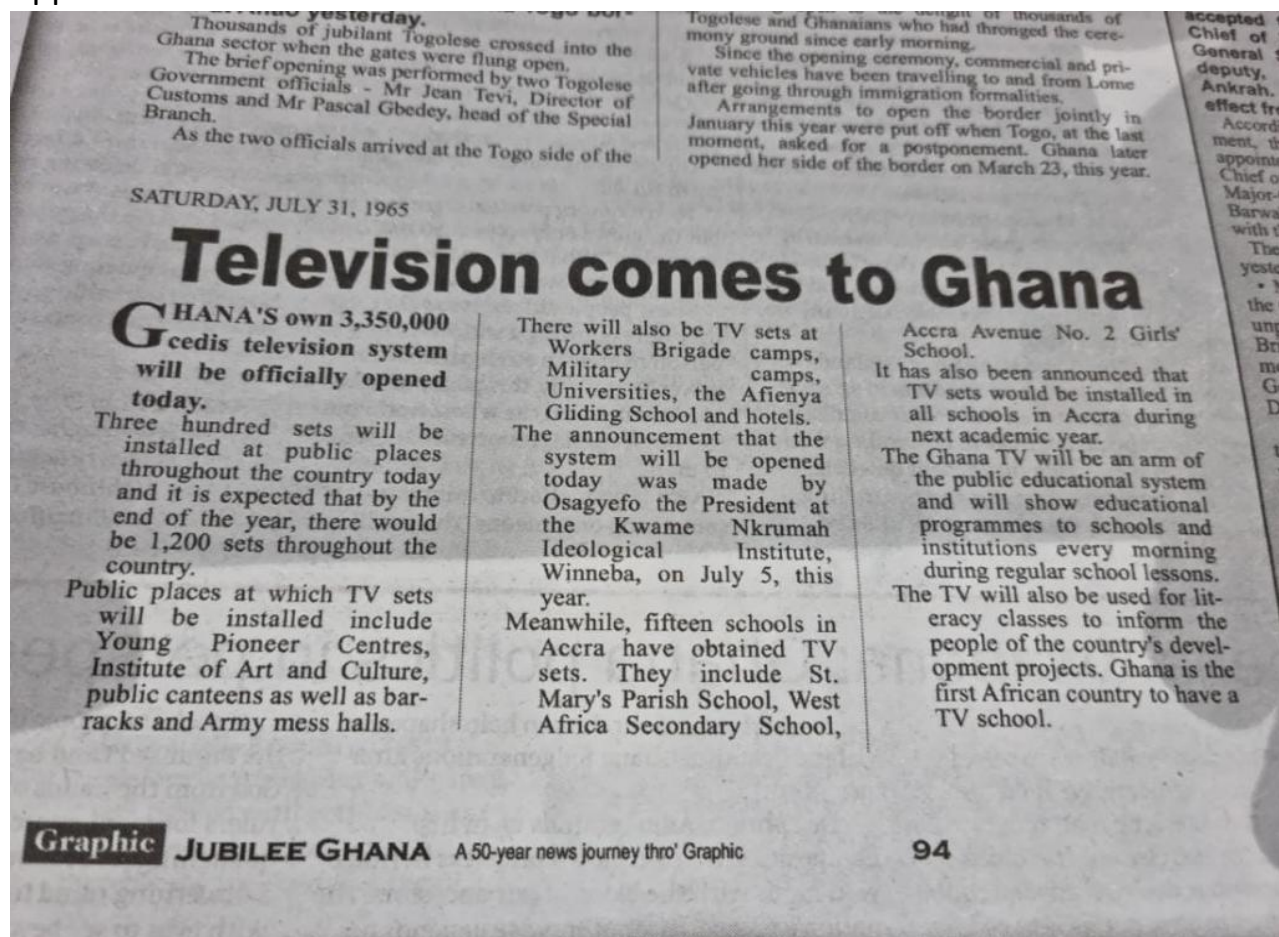 yesterday.
Thousands of jubilant Togolese crossed into the
Ghana sector when the gates were flung open.
The brief opening was performed by two Togolese
Government officials - Mr Jean Tevi, Director of
Customs and Mr Pascal Gbedey, head of the Special
Branch.
As the two officials arrived at the Togo side of the
of thousands of
Togolese and Ghanaians who had thronged the cere-
mony ground since early morning.
Since the opening ceremony, commercial and pri-
vate vehicles have been travelling to and from Lome
after going through immigration formalities.
Arrangements to open the border jointly in
January this year were put off when Togo, at the last
moment, asked for a postponement. Ghana later
opened her side of the border on March 23, this year.
accepted
Chief of
General
deputy,
Ankrah.
effect
Accord
ment,
appoin
Chief
Major-
Barwa
with
The
yeste
the
SATURDAY, JULY 31, 1965
Television comes to Ghana
GHANA'S own 3,350,000
cedis television system
will be officially opened
today.
Three hundred sets will be
installed at public places
throughout the country today
and it is expected that by the
end of the year, there would
be 1,200 sets throughout the
country.
Public places at which TV sets
will be installed include
Young Pioneer Centres,
Institute of Art and Culture,
public canteens as well as bar-
racks and Army mess halls.
There will also be TV sets at
Workers Brigade camps,
Military camps,
Universities, the Afienya
Gliding School and hotels.
The announcement that the
system will be opened
today was made by
Osagyefo the President at
the Kwame Nkrumah
Ideological Institute,
Winneba, on July 5, this
year.
Meanwhile, fifteen schools in
Accra have obtained TV
sets. They include St.
Mary's Parish School, West
Africa Secondary School,
Accra Avenue No. 2 Girls'
School.
It has also been announced that
TV sets would be installed in
all schools in Accra during
next academic year.
The Ghana TV will be an arm of
the public educational system
and will show educational
programmes to schools and
institutions every morning
during regular school lessons.
The TV will also be used for lit-
eracy classes to inform the
people of the country's devel-
opment projects. Ghana is the
first African country to have a
TV school.
Graphic JUBILEE GHANA A 50-year news journey thro' Graphic 94